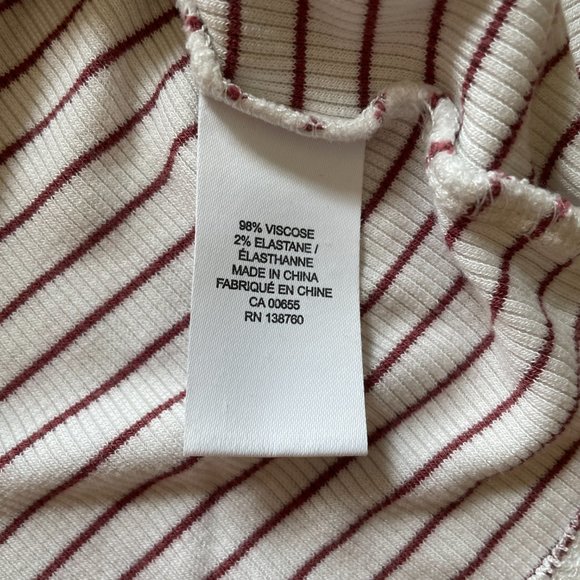 98% VISCOSE
2% ELASTANE /
ÉLASTHANNE
MADE IN CHINA
FABRIQUÉ EN CHINE
CA 00655
RN 138760